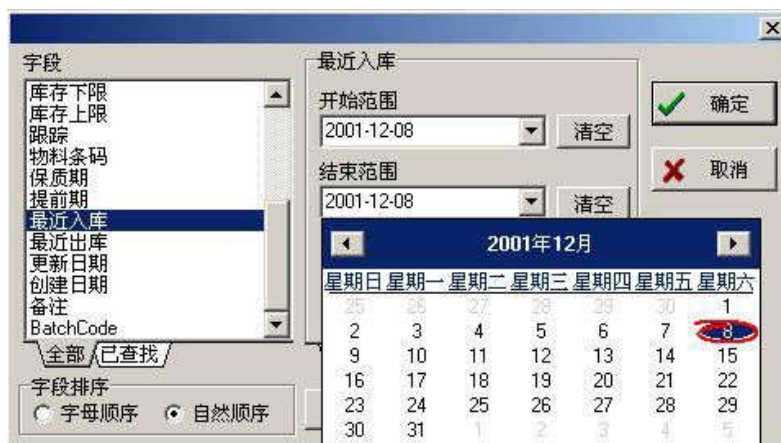 字段
库存下限
库存上限
跟踪
物料条码
保质期
提前期
最近入库
最近出库
更新日期
创建日期
备注
BatchCode
全部 已查找
字段排序
字母顺序 自然顺序
最近入库
开始范围
2001-12-08 清空
结束范围
2001-12-08 清空
2001年12月
星期日 星期一 星期二 星期三 星期四 星期五 星期六
25 26 27 28 29 30 1
2 3 4 5 6 7 8
9 10 11 12 13 14 15
16 17 18 19 20 21 22
23 24 25 26 27 28 29
30 31 1 2 3 4 5
确定
取消